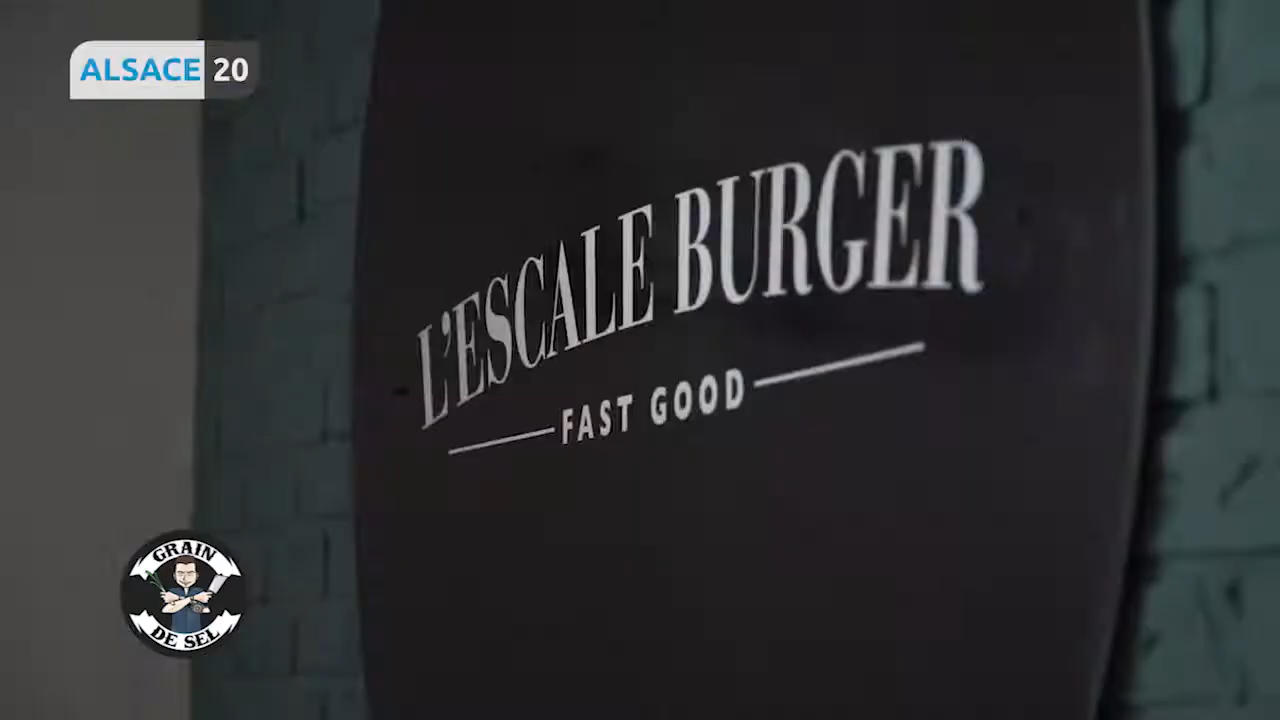 ALSACE 20
L'ESCALE BURGER
FAST GOOD
GRAIN
DE SEL